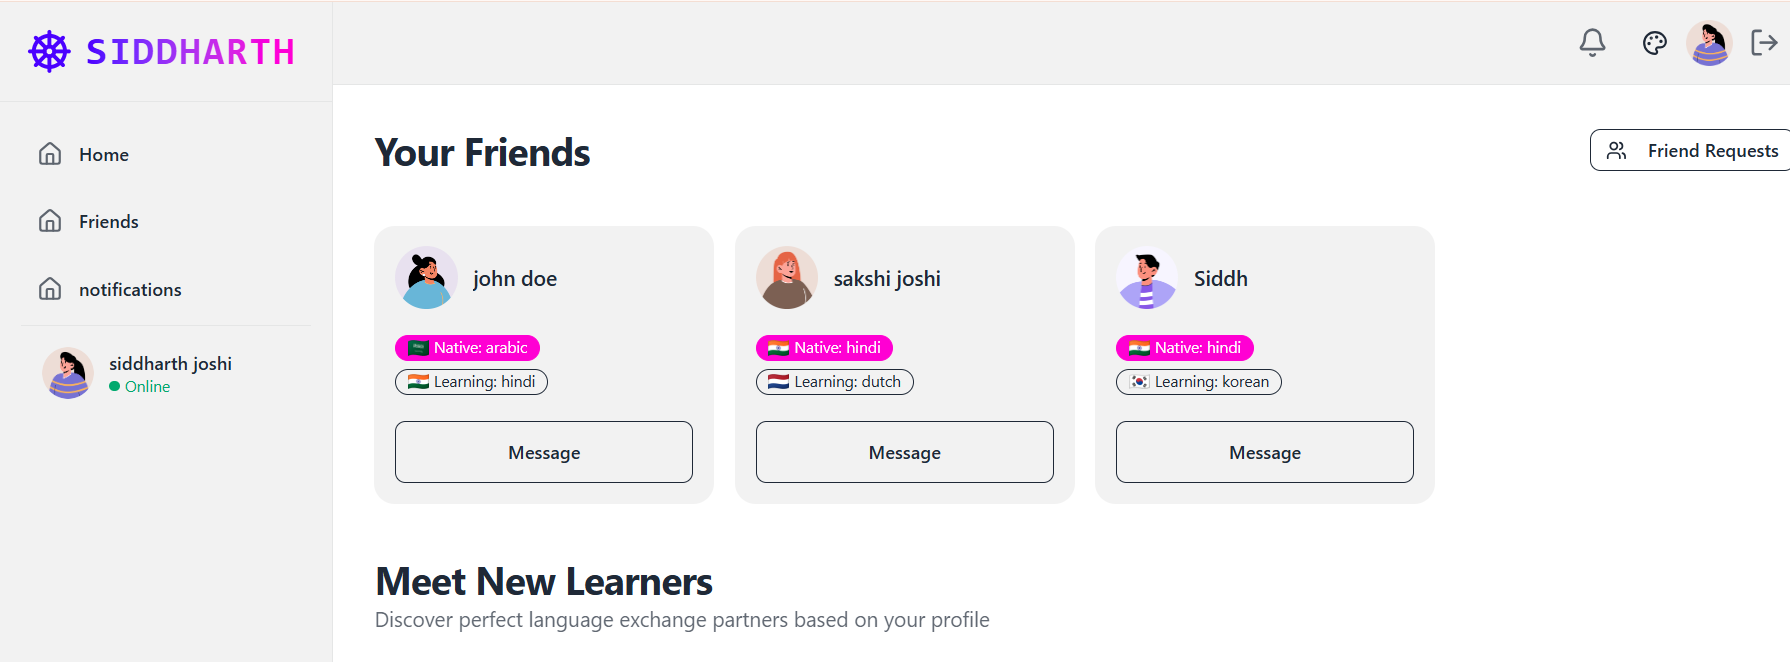 SIDDHARTH
Home
Friends
notifications
siddharth joshi
Online
Your Friends
Friend Requests
john doe
Native: arabic
Learning: hindi
Message
sakshi joshi
Native: hindi
Learning: dutch
Message
Siddh
Native: hindi
Learning: korean
Message
Meet New Learners
Discover perfect language exchange partners based on your profile